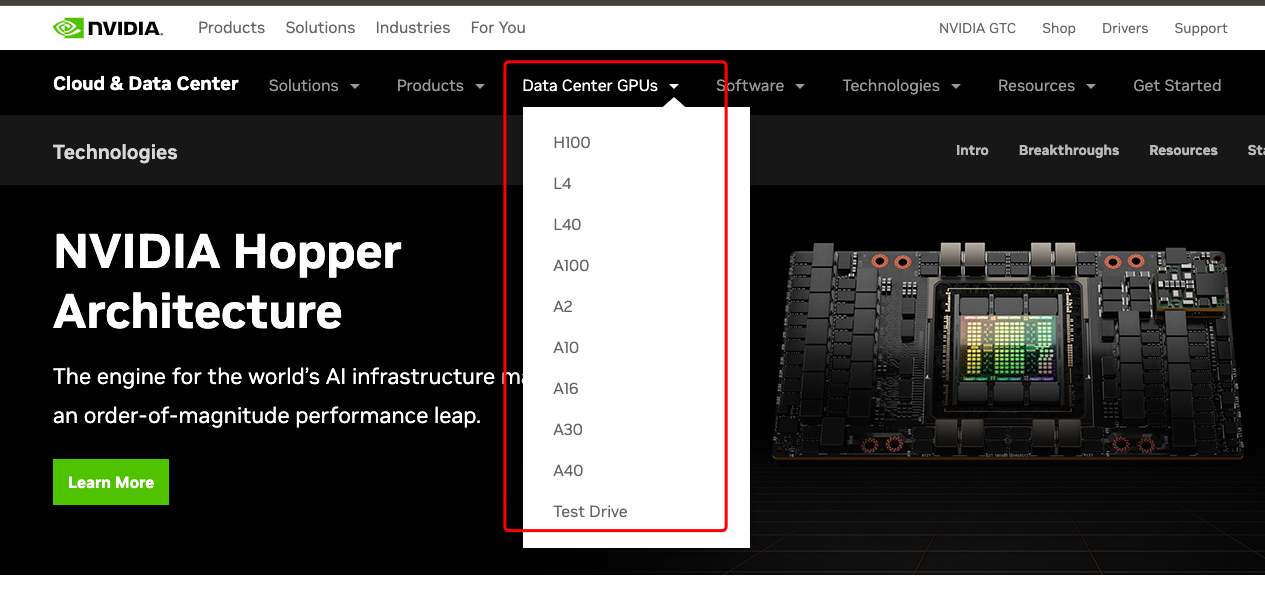 NVIDIA.
Products Solutions Industries For You
NVIDIA GTC Shop Drivers Support
Cloud & Data Center Solutions Products Data Center GPUs Software Technologies Resources Get Started
Technologies
Intro Breakthroughs Resources
H100
L4
L40
A100
A2
A10
A16
A30
A40
Test Drive
NVIDIA Hopper
Architecture
The engine for the world's AI infrastructure
an order-of-magnitude performance leap.
Learn More